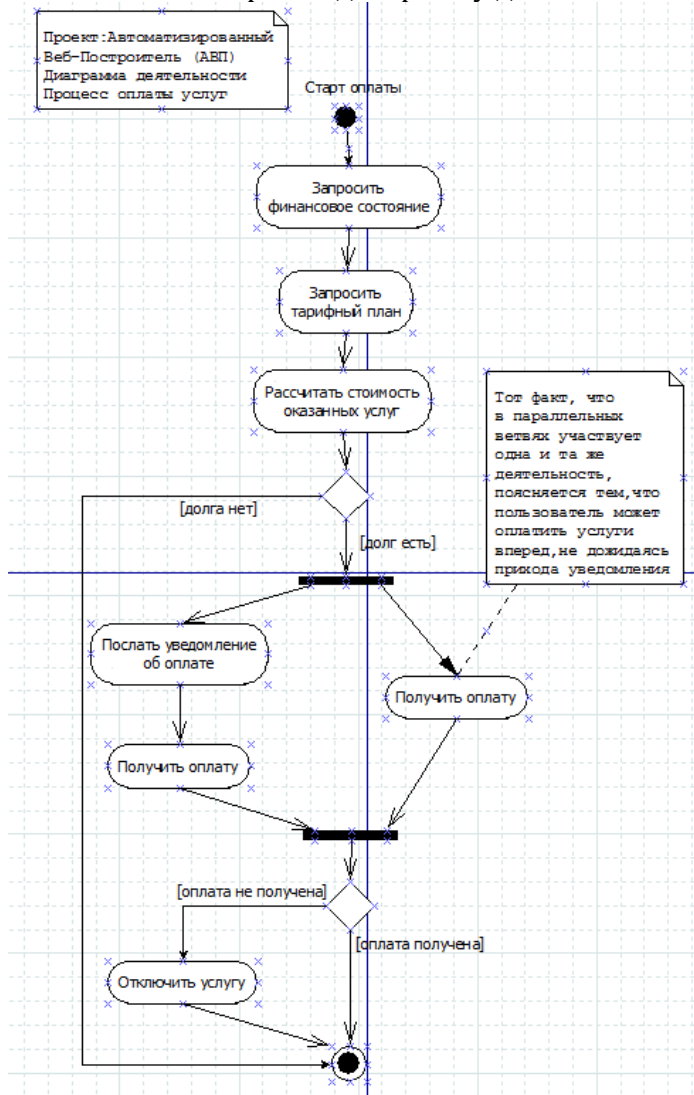 Проект:Автоматизированный
Веб-Построитель (АВП)
Диаграмма деятельности
Процесс оплаты услуг
Старт оплаты
Запросить
финансовое состояние
Запросить
тарифный план
Рассчитать стоимость
оказанных услуг
Тот факт, что
в параллельных
ветвях участвует
одна и та же
деятельность,
поясняется тем,что
пользователь может
оплатить услуги
вперед,не дожидаясь
прихода уведомления
[долга нет]
[долг есть]
Послать уведомление
об оплате
Получить оплату
Получить оплату
[оплата не получена]
[оплата получена]
Отключить услугу